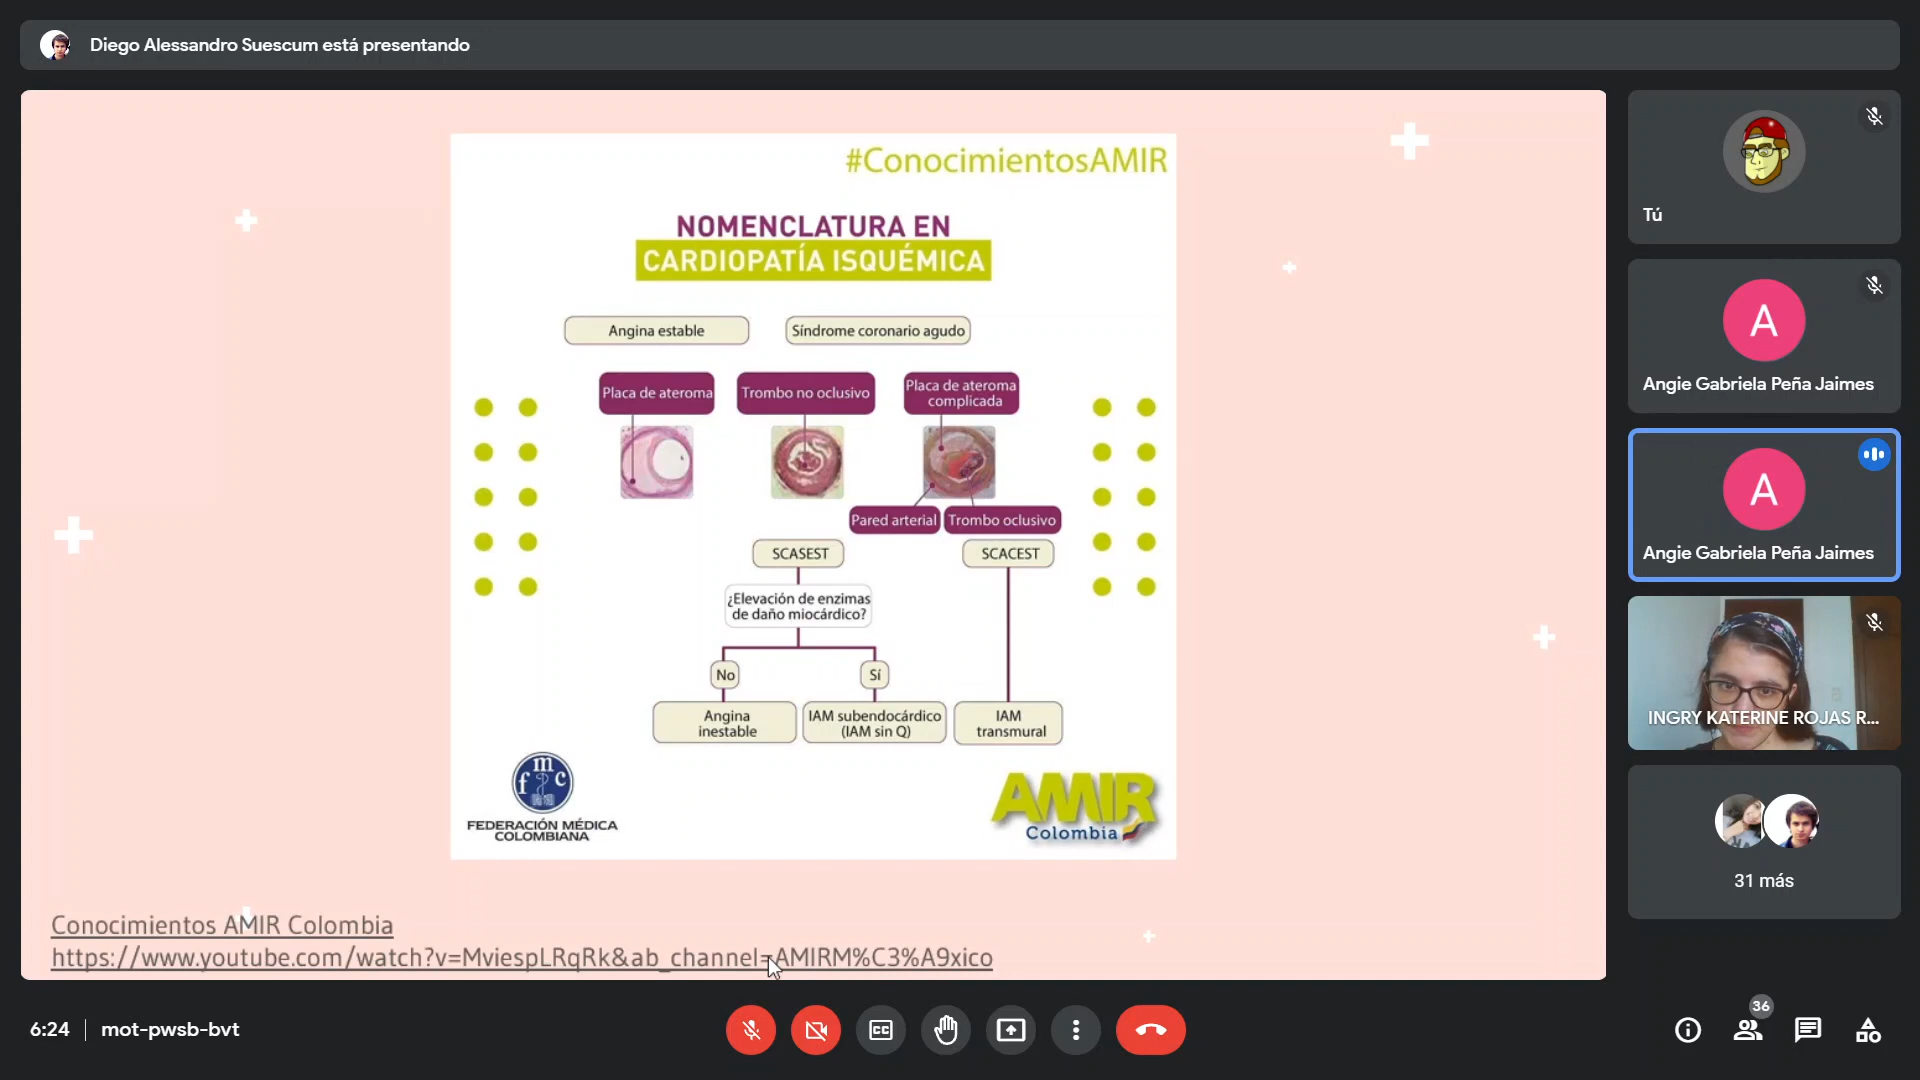 Diego Alessandro Suescum está presentando
#ConocimientosAMIR
NOMENCLATURA EN
CARDIOPATÍA ISQUÉMICA
Angina estable
Síndrome coronario agudo
Placa de ateroma
Trombo no oclusivo
Placa de ateroma
complicada
Pared arterial
Trombo oclusivo
SCASEST
SCACEST
¿Elevación de enzimas
de daño miocárdico?
No
Sí
Angina
inestable
IAM subendocárdico
(IAM sin Q)
IAM
transmural
f m c
FEDERACIÓN MÉDICA
COLOMBIANA
AMIR
Colombia
Conocimientos AMIR Colombia
https://www.youtube.com/watch?v=MviespLRqRk&ab_channel=AMIRM%C3%A9xico
Tú
A
Angie Gabriela Peña Jaimes
A
Angie Gabriela Peña Jaimes
INGRY KATERINE ROJAS R...
31 más
6:24
mot-pwsb-bvt
CC
36